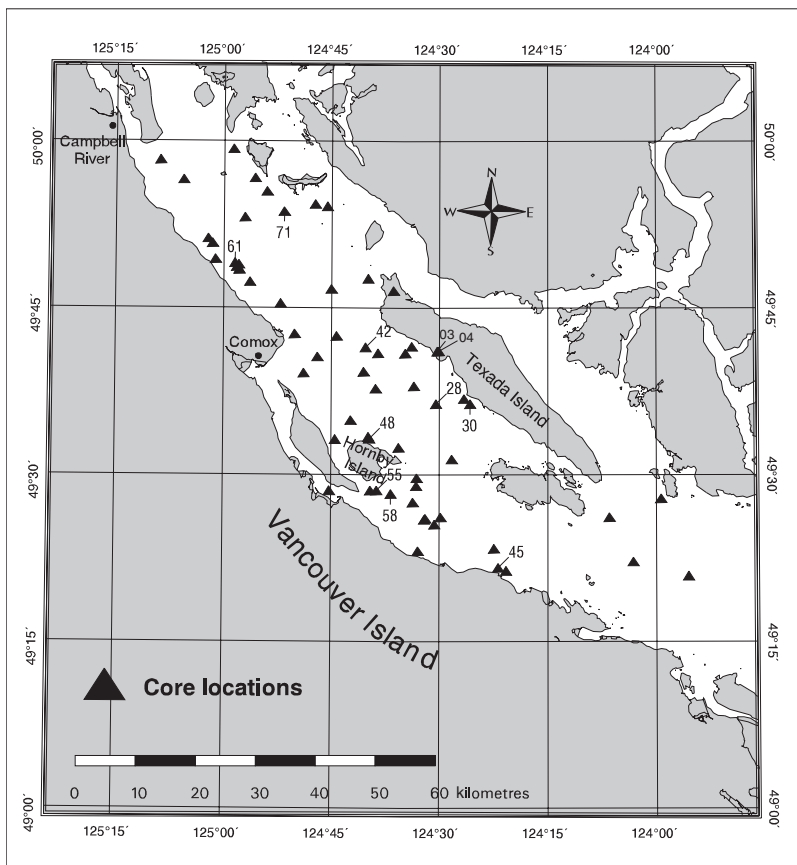 125°15´ 125°00´ 124°45´ 124°30´ 124°15´ 124°00´
50°00´
50°00´
Campbell
River
N
W E
S
71
61
49°45´
49°45´
Comox
42
03 04
Texada Island
28
30
48
Hornby
Island
49°30´
49°30´
55
58
45
Vancouver Island
49°15´
49°15´
Core locations
0 10 20 30 40 50 60 kilometres
49°00´
49°00´
125°15´ 125°00´ 124°45´ 124°30´ 124°15´ 124°00´